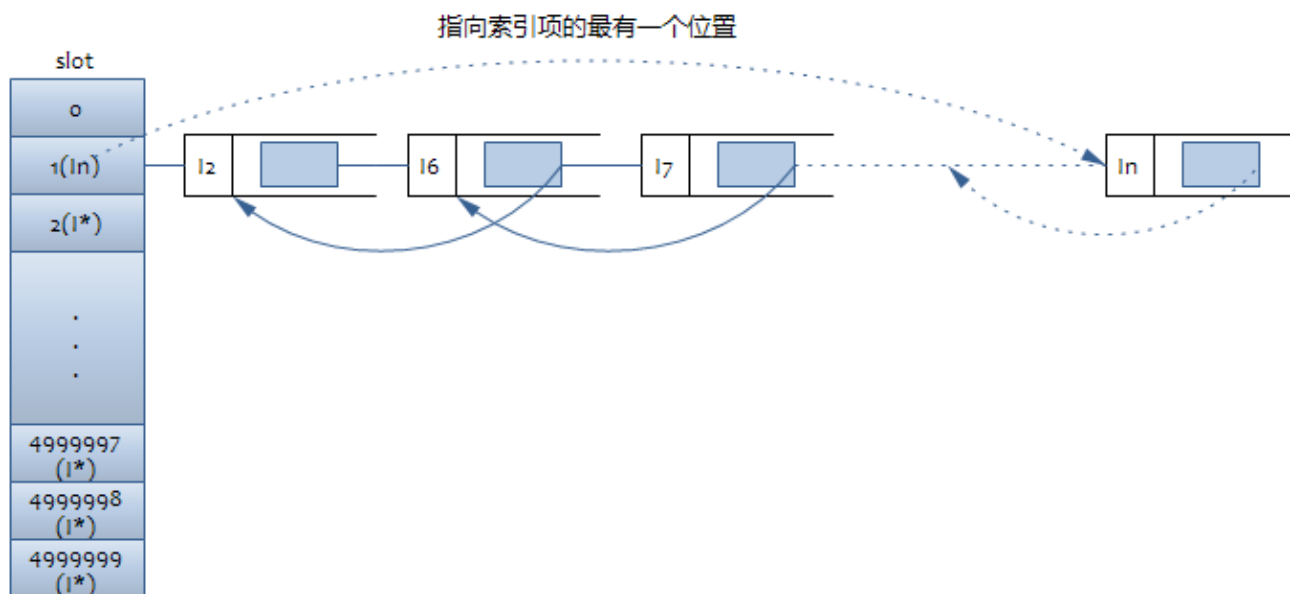 指向索引项的最有一个位置
slot
0
1(In)
I2
I6
I7
In
2(I*)
.
.
.
4999997
(I*)
4999998
(I*)
4999999
(I*)